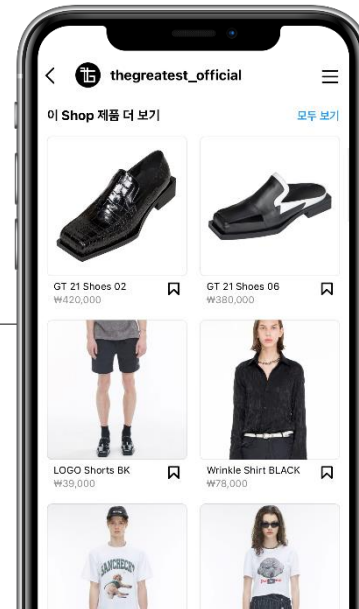 thegreatest_official
이 Shop 제품 더 보기
모두 보기
GT 21 Shoes 02
₩420,000
GT 21 Shoes 06
₩380,000
LOGO Shorts BK
₩39,000
Wrinkle Shirt BLACK
₩78,000
SANCHECK